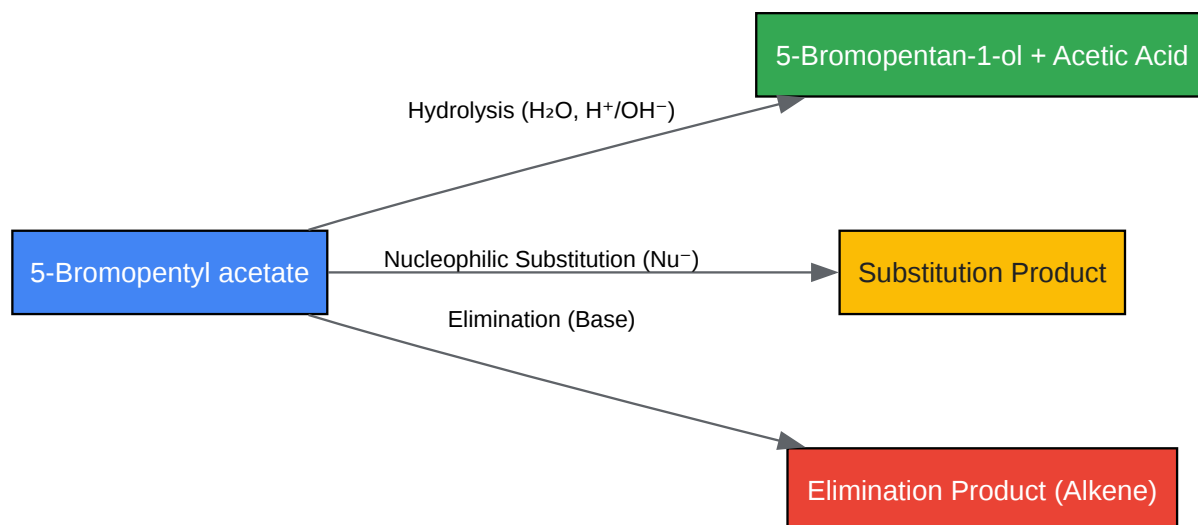 5-Bromopentan-1-ol + Acetic Acid
Hydrolysis (H₂O, H⁺/OH⁻)
5-Bromopentyl acetate
Nucleophilic Substitution (Nu⁻)
Substitution Product
Elimination (Base)
Elimination Product (Alkene)